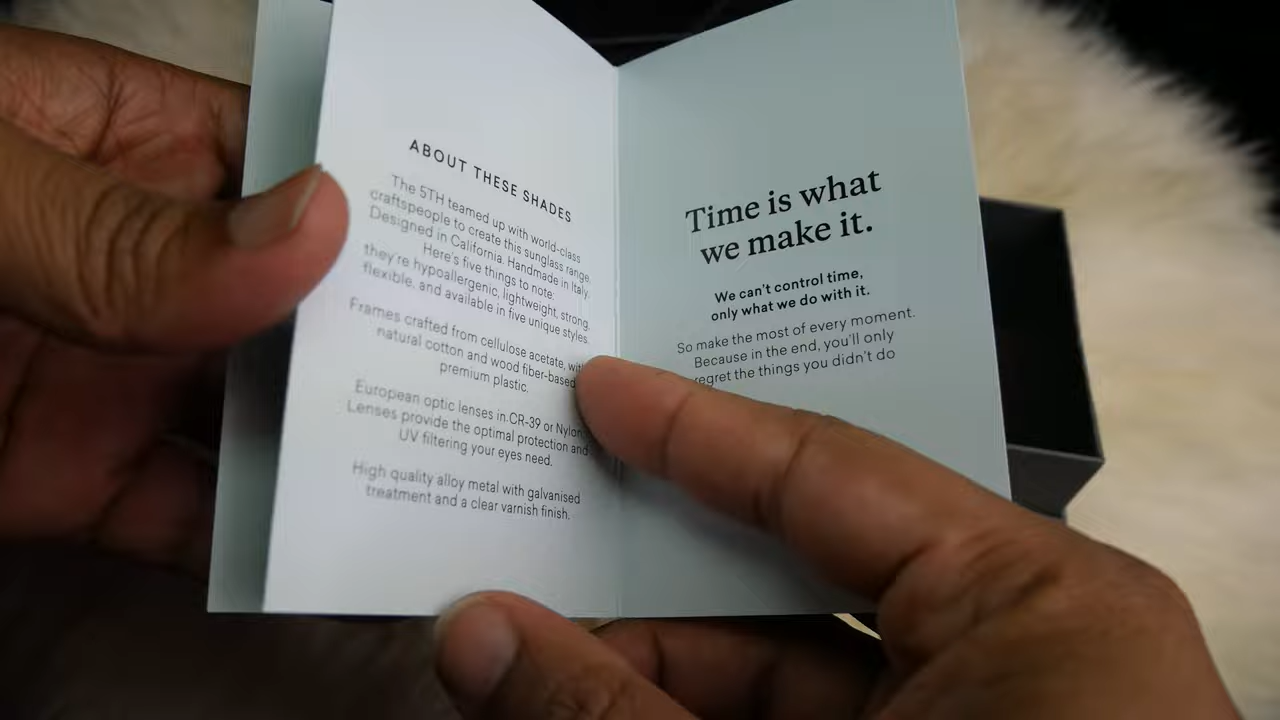 ABOUT THESE SHADES
The 5TH teamed up with world-class
craftspeople to create this sunglass range.
Designed in California. Handmade in Italy.
Here's five things to note:
they're hypoallergenic, lightweight, strong,
flexible, and available in five unique styles.
Frames crafted from cellulose acetate, with
natural cotton and wood fiber-based
premium plastic.
European optic lenses in CR-39 or Nylon.
Lenses provide the optimal protection and
UV filtering your eyes need.
High quality alloy metal with galvanised
treatment and a clear varnish finish.
Time is what
we make it.
We can't control time,
only what we do with it.
So make the most of every moment.
Because in the end, you'll only
regret the things you didn't do